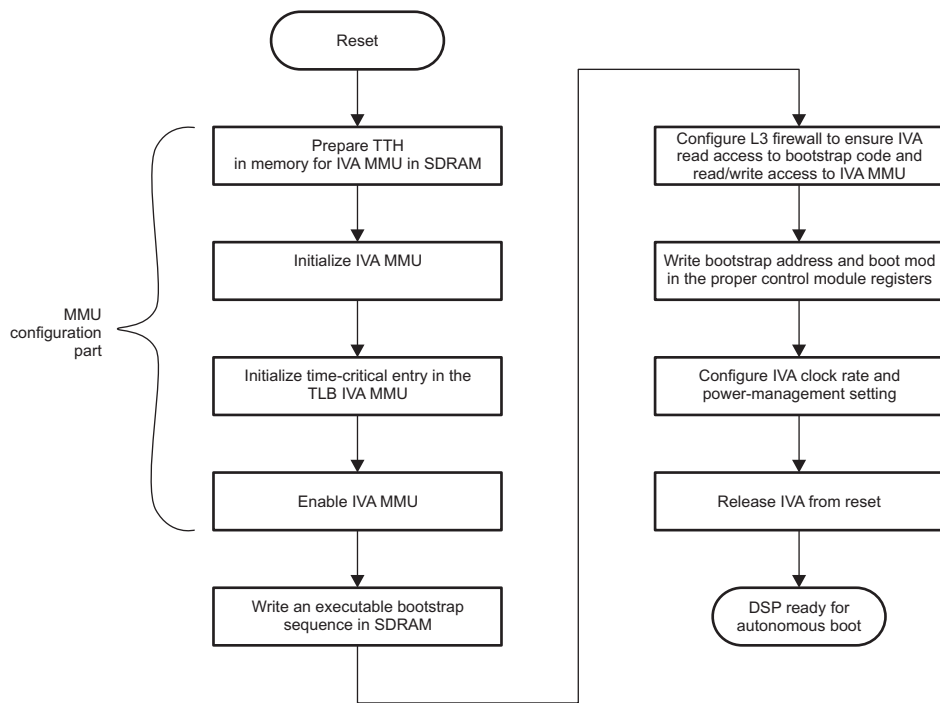 Reset
Prepare TTH
in memory for IVA MMU in SDRAM
Initialize IVA MMU
MMU
configuration
part
Initialize time-critical entry in the
TLB IVA MMU
Enable IVA MMU
Write an executable bootstrap
sequence in SDRAM
Configure L3 firewall to ensure IVA
read access to bootstrap code and
read/write access to IVA MMU
Write bootstrap address and boot mod
in the proper control module registers
Configure IVA clock rate and
power-management setting
Release IVA from reset
DSP ready for
autonomous boot